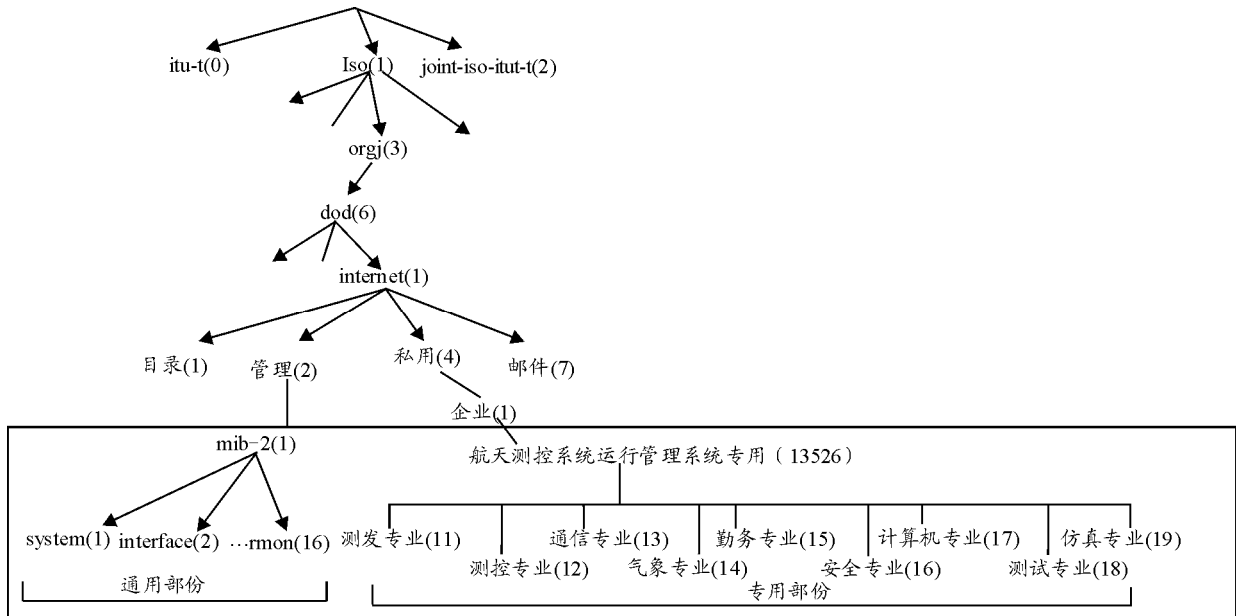 itu-t(0) Iso(1) joint-iso-itut-t(2)
orgj(3)
dod(6)
internet(1)
目录(1) 管理(2) 私用(4) 邮件(7)
企业(1)
mib-2(1)
航天测控系统运行管理系统专用（13526）
system(1) interface(2) …rmon(16) 测发专业(11) 通信专业(13) 勤务专业(15) 计算机专业(17) 仿真专业(19)
测控专业(12) 气象专业(14) 安全专业(16) 测试专业(18)
通用部份 专用部份